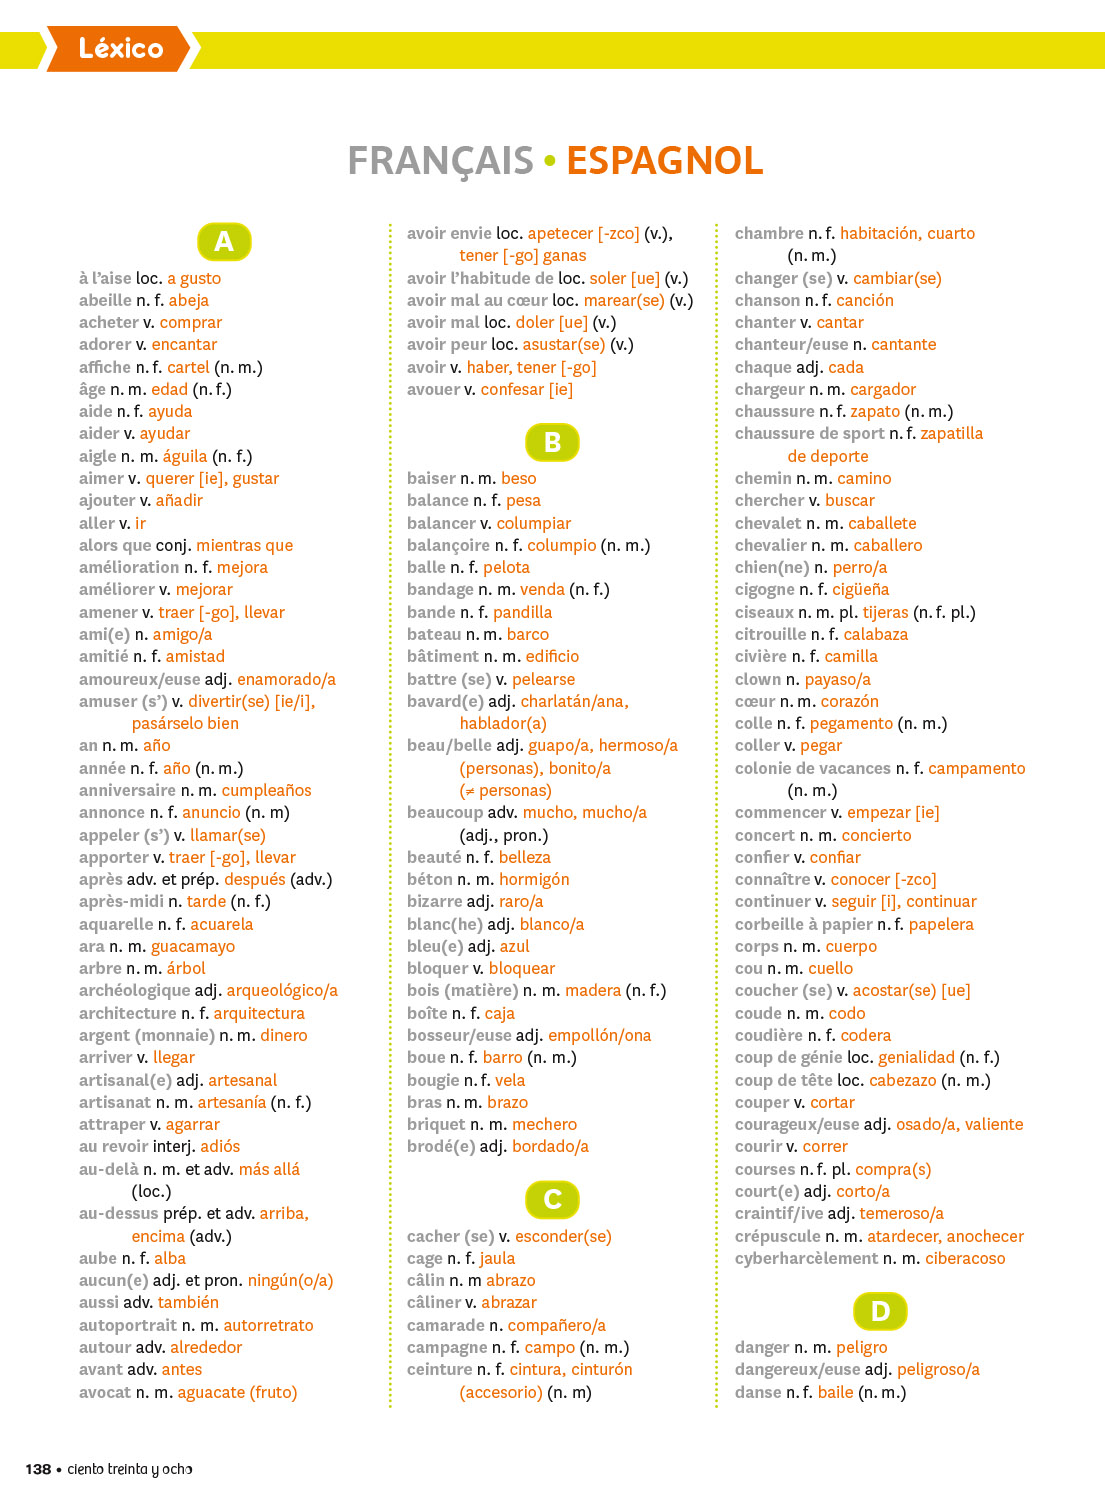 Léxico
FRANÇAIS • ESPAGNOL
A
à l’aise loc. a gusto
abeille n. f. abeja
acheter v. comprar
adorer v. encantar
affiche n. f. cartel (n. m.)
âge n. m. edad (n. f.)
aide n. f. ayuda
aider v. ayudar
aigle n. m. águila (n. f.)
aimer v. querer [ie], gustar
ajouter v. añadir
aller v. ir
alors que conj. mientras que
amélioration n. f. mejora
améliorer v. mejorar
amener v. traer [-go], llevar
ami(e) n. amigo/a
amitié n. f. amistad
amoureux/euse adj. enamorado/a
amuser (s’) v. divertir(se) [ie/i],
pasárselo bien
an n. m. año
année n. f. año (n. m.)
anniversaire n. m. cumpleaños
annonce n. f. anuncio (n. m)
appeler (s’) v. llamar(se)
apporter v. traer [-go], llevar
après adv. et prép. después (adv.)
après-midi n. tarde (n. f.)
aquarelle n. f. acuarela
ara n. m. guacamayo
arbre n. m. árbol
archéologique adj. arqueológico/a
architecture n. f. arquitectura
argent (monnaie) n. m. dinero
arriver v. llegar
artisanal(e) adj. artesanal
artisanat n. m. artesanía (n. f.)
attraper v. agarrar
au revoir interj. adiós
au-delà n. m. et adv. más allá
(loc.)
au-dessus prép. et adv. arriba,
encima (adv.)
aube n. f. alba
aucun(e) adj. et pron. ningún(o/a)
aussi adv. también
autoportrait n. m. autorretrato
autour adv. alrededor
avant adv. antes
avocat n. m. aguacate (fruto)
avoir envie loc. apetecer [-zco] (v.),
tener [-go] ganas
avoir l’habitude de loc. soler [ue] (v.)
avoir mal au cœur loc. marear(se) (v.)
avoir mal loc. doler [ue] (v.)
avoir peur loc. asustar(se) (v.)
avoir v. haber, tener [-go]
avouer v. confesar [ie]
B
baiser n. m. beso
balance n. f. pesa
balancer v. columpiar
balançoire n. f. columpio (n. m.)
balle n. f. pelota
bandage n. m. venda (n. f.)
bande n. f. pandilla
bateau n. m. barco
bâtiment n. m. edificio
battre (se) v. pelearse
bavard(e) adj. charlatán/ana,
hablador(a)
beau/belle adj. guapo/a, hermoso/a
(personas), bonito/a
(≠ personas)
beaucoup adv. mucho, mucho/a
(adj., pron.)
beauté n. f. belleza
béton n. m. hormigón
bizarre adj. raro/a
blanc(he) adj. blanco/a
bleu(e) adj. azul
bloquer v. bloquear
bois (matière) n. m. madera (n. f.)
boîte n. f. caja
bosseur/euse adj. empollón/ona
boue n. f. barro (n. m.)
bougie n. f. vela
bras n. m. brazo
briquet n. m. mechero
brodé(e) adj. bordado/a
C
cacher (se) v. esconder(se)
cage n. f. jaula
câlin n. m abrazo
câliner v. abrazar
camarade n. compañero/a
campagne n. f. campo (n. m.)
ceinture n. f. cintura, cinturón
(accesorio) (n. m)
chambre n. f. habitación, cuarto
(n. m.)
changer (se) v. cambiar(se)
chanson n. f. canción
chanter v. cantar
chanteur/euse n. cantante
chaque adj. cada
chargeur n. m. cargador
chaussure n. f. zapato (n. m.)
chaussure de sport n. f. zapatilla
de deporte
chemin n. m. camino
chercher v. buscar
chevalet n. m. caballete
chevalier n. m. caballero
chien(ne) n. perro/a
cigogne n. f. cigüeña
ciseaux n. m. pl. tijeras (n. f. pl.)
citrouille n. f. calabaza
civière n. f. camilla
clown n. payaso/a
cœur n. m. corazón
colle n. f. pegamento (n. m.)
coller v. pegar
colonie de vacances n. f. campamento
(n. m.)
commencer v. empezar [ie]
concert n. m. concierto
confier v. confiar
connaître v. conocer [-zco]
continuer v. seguir [i], continuar
corbeille à papier n. f. papelera
corps n. m. cuerpo
cou n. m. cuello
coucher (se) v. acostar(se) [ue]
coude n. m. codo
coudière n. f. codera
coup de génie loc. genialidad (n. f.)
coup de tête loc. cabezazo (n. m.)
couper v. cortar
courageux/euse adj. osado/a, valiente
courir v. correr
courses n. f. pl. compra(s)
court(e) adj. corto/a
craintif/ive adj. temeroso/a
crépuscule n. m. atardecer, anochecer
cyberharcèlement n. m. ciberacoso
D
danger n. m. peligro
dangereux/euse adj. peligroso/a
danse n. f. baile (n. m.)
138 • ciento treinta y ocho